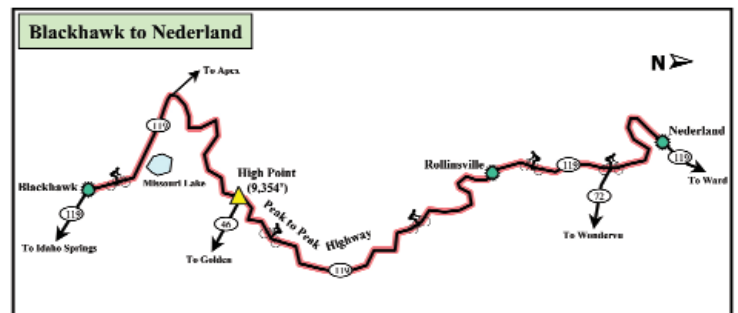 Blackhawk to Nederland
To Apex
N
119
Nederland
119
To Ward
Missouri Lake
High Point
(9,354')
Rollinsville
119
Blackhawk
119
To Idaho Springs
46
To Golden
Peak to Peak Highway
119
72
To Wondervu